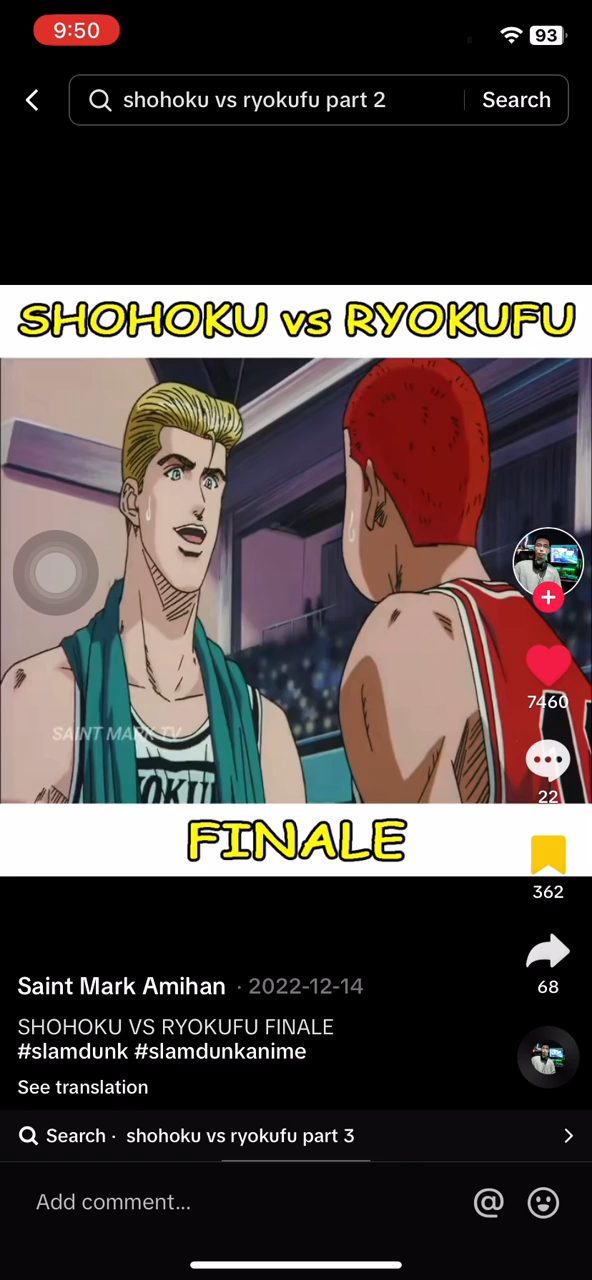 9:50
93
shohoku vs ryokufu part 2
Search
SHOHOKU vs RYOKUFU
SAINT MARK TV
FINALE
7460
22
362
68
Saint Mark Amihan · 2022-12-14
SHOHOKU VS RYOKUFU FINALE
#slamdunk #slamdunkanime
See translation
Search · shohoku vs ryokufu part 3
Add comment...